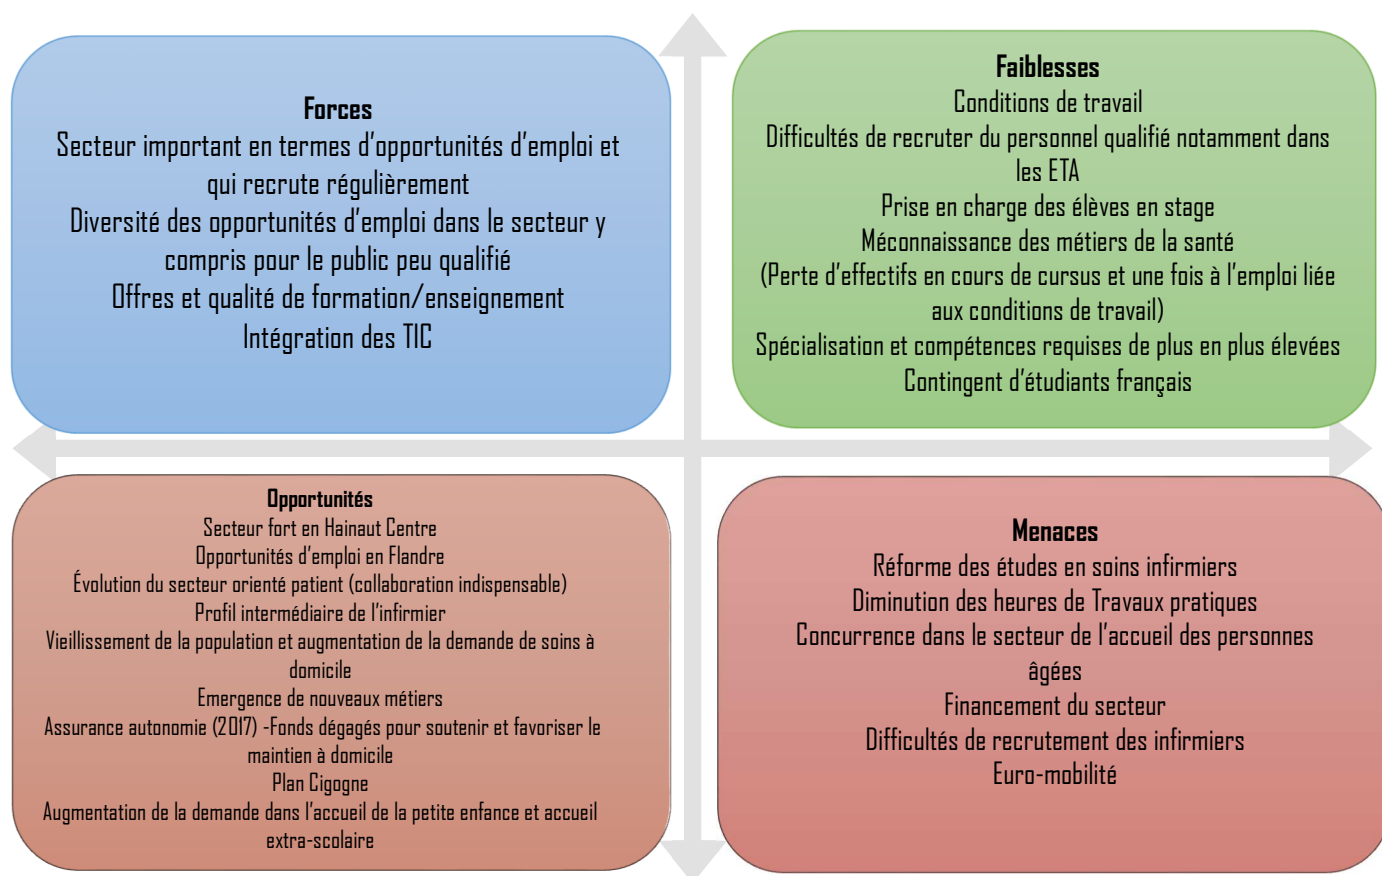 Forces
Secteur important en termes d'opportunités d'emploi et
qui recrute régulièrement
Diversité des opportunités d'emploi dans le secteur y
compris pour le public peu qualifié
Offres et qualité de formation/enseignement
Intégration des TIC
Faiblesses
Conditions de travail
Difficultés de recruter du personnel qualifié notamment dans
les ETA
Prise en charge des élèves en stage
Méconnaissance des métiers de la santé
(Perte d'effectifs en cours de cursus et une fois à l'emploi liée
aux conditions de travail)
Spécialisation et compétences requises de plus en plus élevées
Contingent d'étudiants français
Opportunités
Secteur fort en Hainaut Centre
Opportunités d'emploi en Flandre
Évolution du secteur orienté patient (collaboration indispensable)
Profil intermédiaire de l'infirmier
Vieillissement de la population et augmentation de la demande de soins à
domicile
Emergence de nouveaux métiers
Assurance autonomie (2017) -Fonds dégagés pour soutenir et favoriser le
maintien à domicile
Plan Cigogne
Augmentation de la demande dans l'accueil de la petite enfance et accueil
extra-scolaire
Menaces
Réforme des études en soins infirmiers
Diminution des heures de Travaux pratiques
Concurrence dans le secteur de l'accueil des personnes
âgées
Financement du secteur
Difficultés de recrutement des infirmiers
Euro-mobilité